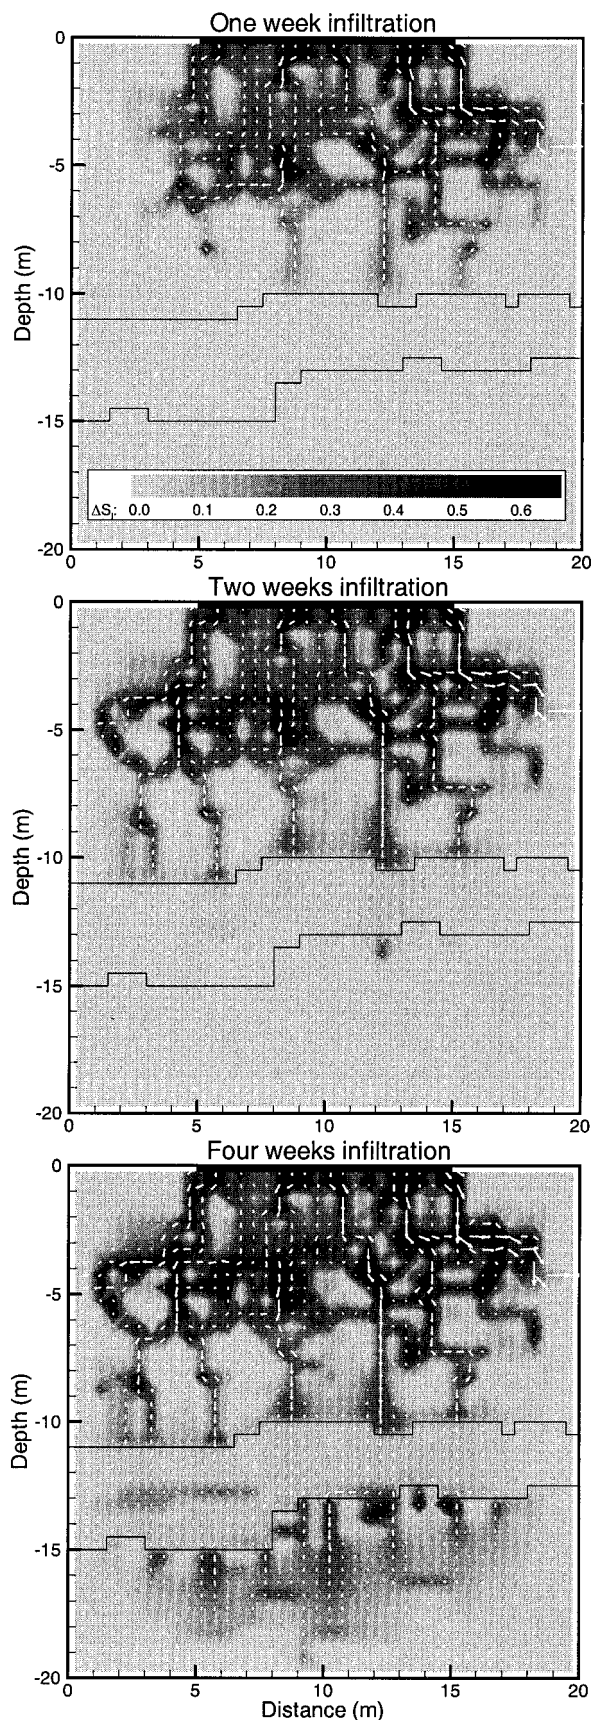 One week infiltration
0
-5
-10
-15
-20
Depth (m)
ΔSᵢ: 0.0 0.1 0.2 0.3 0.4 0.5 0.6
0 5 10 15 20
Two weeks infiltration
0
-5
-10
-15
-20
Depth (m)
0 5 10 15 20
Four weeks infiltration
0
-5
-10
-15
-20
Depth (m)
0 5 10 15 20
Distance (m)